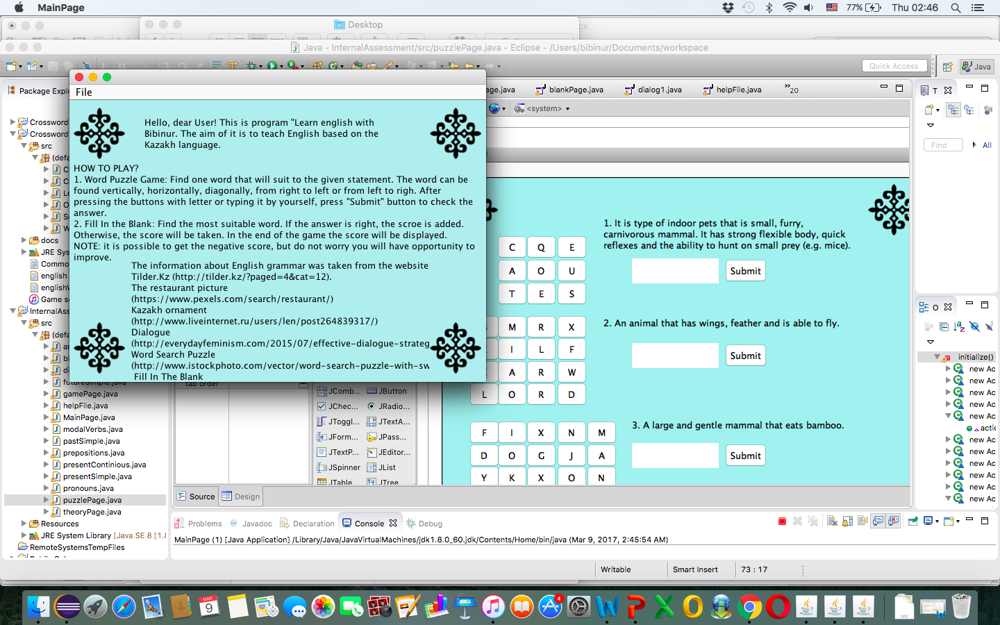 MainPage
77%
Thu 02:46
Desktop
Java - InternalAssessment/src/puzzlePage.java - Eclipse - /Users/bibinur/Documents/workspace
Quick Access
Java
Package Explo
age.java
blankPage.java
dialog1.java
helpFile.java
»20
T
<system>
File
Hello, dear User! This is program "Learn english with
Bibinur. The aim of it is to teach English based on the
Kazakh language.
HOW TO PLAY?
1. Word Puzzle Game: Find one word that will suit to the given statement. The word can be
found vertically, horizontally, diagonally, from right to left or from left to righ. After
pressing the buttons with letter or typing it by yourself, press "Submit" button to check the
answer.
2. Fill In the Blank: Find the most suitable word. If the answer is right, the scroe is added.
Otherwise, the score will be taken. In the end of the game the score will be displayed.
NOTE: it is possible to get the negative score, but do not worry you will have opportunity to
improve.
The information about English grammar was taken from the website
Tilder.Kz (http://tilder.kz/?paged=4&cat=12).
The restaurant picture
(https://www.pexels.com/search/restaurant/)
Kazakh ornament
(http://www.liveinternet.ru/users/len/post264839317/)
Dialogue
(http://everydayfeminism.com/2015/07/effective-dialogue-strateg
Word Search Puzzle
(http://www.istockphoto.com/vector/word-search-puzzle-with-sw
Fill In The Blank
Crossword
Crossword
src
(defa
C
C
Le
O
Se
W
docs
JRE Sys
Commo
english
englishV
Game s
InternalAss
src
(defa
ar
bl
di
futureSimple.java
gamePage.java
helpFile.java
MainPage.java
modalVerbs.java
pastSimple.java
prepositions.java
presentContinious.java
presentSimple.java
pronouns.java
puzzlePage.java
theoryPage.java
Resources
JRE System Library [Java SE 8 [1.8
RemoteSystemsTempFiles
tab order
JComb...
JButton
JChec...
JRadio...
JToggl...
JTextA...
JForm...
JPass...
JTextP...
JEditor...
JSpinner
JList
JTable
JTree
1. It is type of indoor pets that is small, furry,
carnivorous mammal. It has strong flexible body, quick
reflexes and the ability to hunt on small prey (e.g. mice).
C Q E
A O U
T E S
Submit
2. An animal that has wings, feather and is able to fly.
M R X
I L F
A R W
L O R D
Submit
3. A large and gentle mammal that eats bamboo.
F I X N M
D O G J A
Y K X O N
Submit
Find
All
O
initialize()
new Ac
new Ac
new Ac
new Ac
new Ac
actio
new Ac
new Ac
new Ac
new Ac
new Ac
new Ac
Source
Design
Problems
Javadoc
Declaration
Console
Debug
MainPage (1) [Java Application] /Library/Java/JavaVirtualMachines/jdk1.8.0_60.jdk/Contents/Home/bin/java (Mar 9, 2017, 2:45:54 AM)
Writable
Smart Insert
73 : 17
MAR
9
4